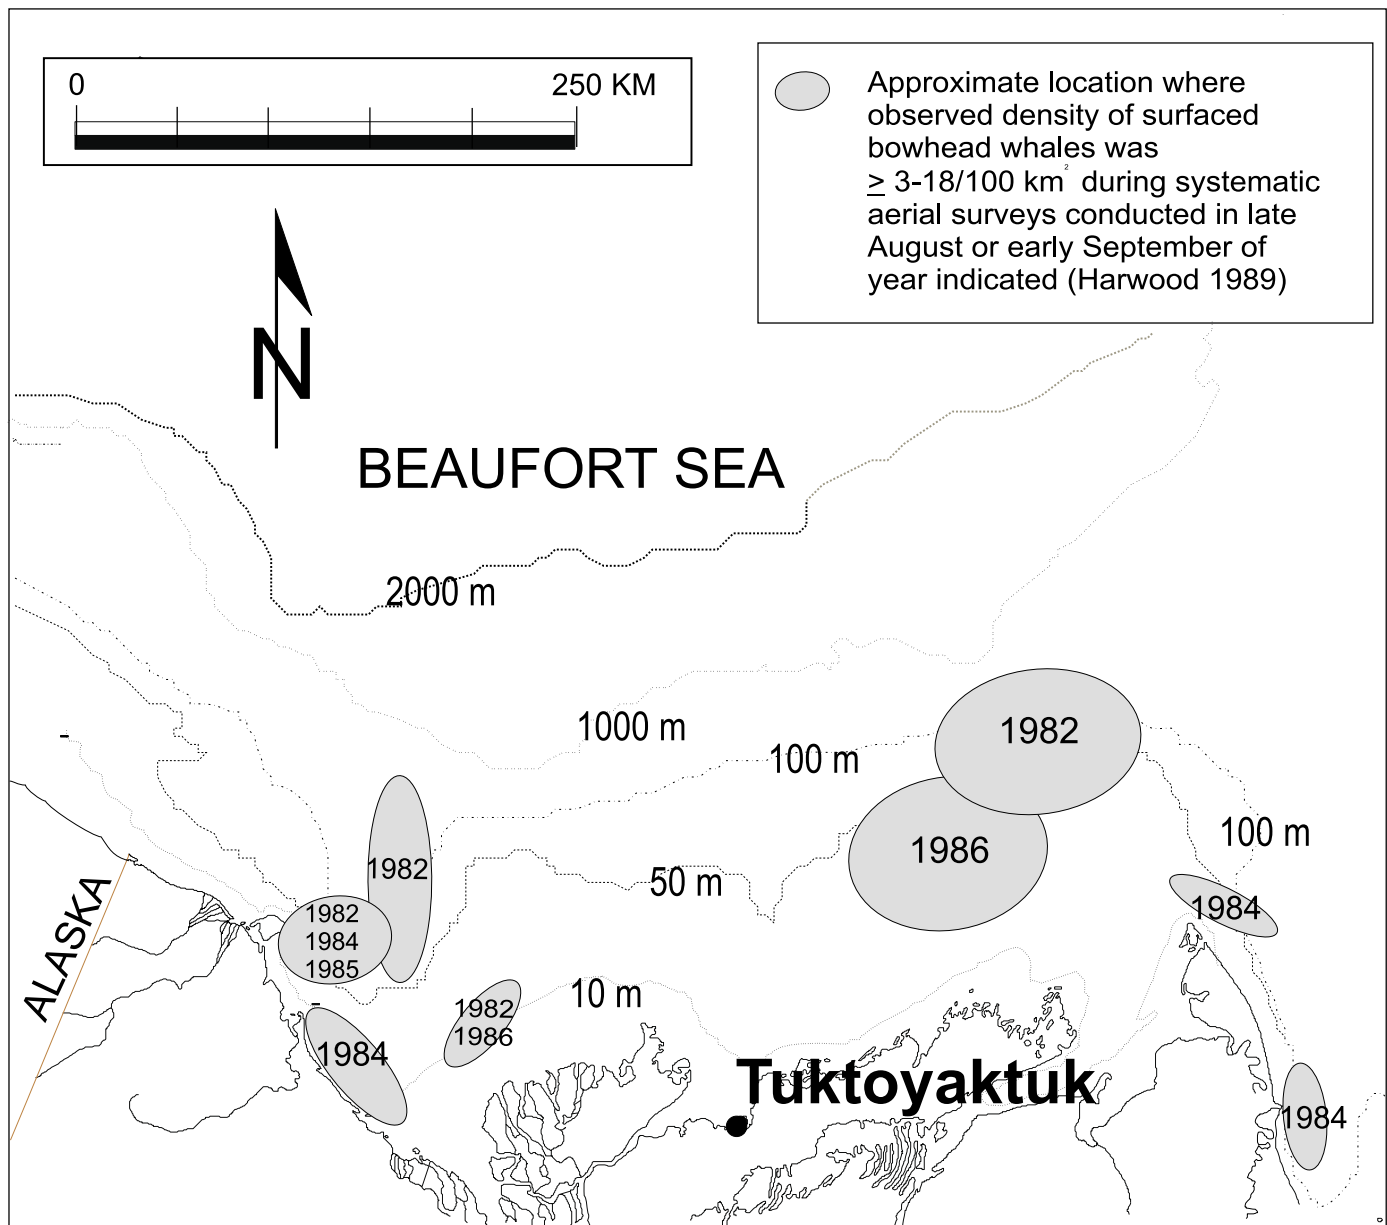 0 250 KM
Approximate location where
observed density of surfaced
bowhead whales was
≥ 3-18/100 km² during systematic
aerial surveys conducted in late
August or early September of
year indicated (Harwood 1989)
N
BEAUFORT SEA
2000 m
1000 m
100 m
1982
100 m
1986
50 m
1982
1984
1982
1984
1985
ALASKA
10 m
1982
1986
1984
Tuktoyaktuk
1984